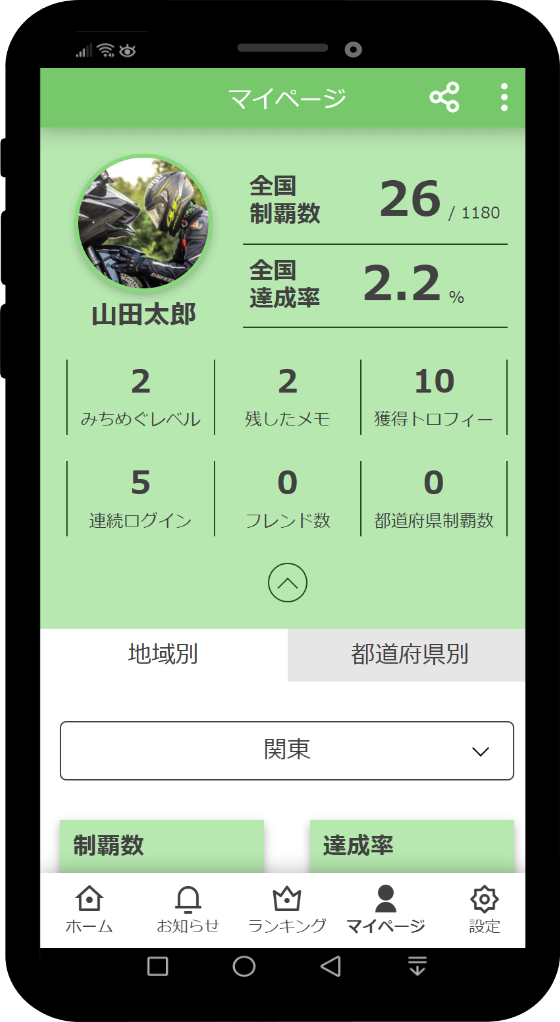 マイページ
全国
制覇数
26 / 1180
全国
達成率
2.2 %
山田太郎
2 2 10
みちめぐレベル 残したメモ 獲得トロフィー
5 0 0
連続ログイン フレンド数 都道府県制覇数
地域別 都道府県別
関東
制覇数 達成率
ホーム お知らせ ランキング マイページ 設定